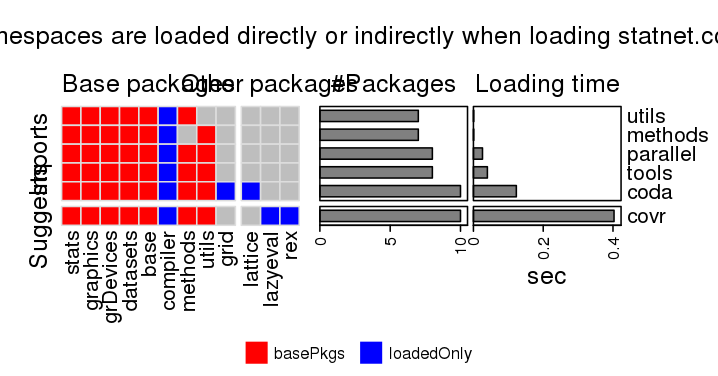 nespaces are loaded directly or indirectly when loading statnet.co
Base packages
Other packages
#Packages
Loading time
Imports
Suggests
utils
methods
parallel
tools
coda
covr
stats
graphics
grDevices
datasets
base
compiler
methods
utils
grid
lattice
lazyeval
rex
0
5
10
0
0.2
0.4
sec
basePkgs
loadedOnly